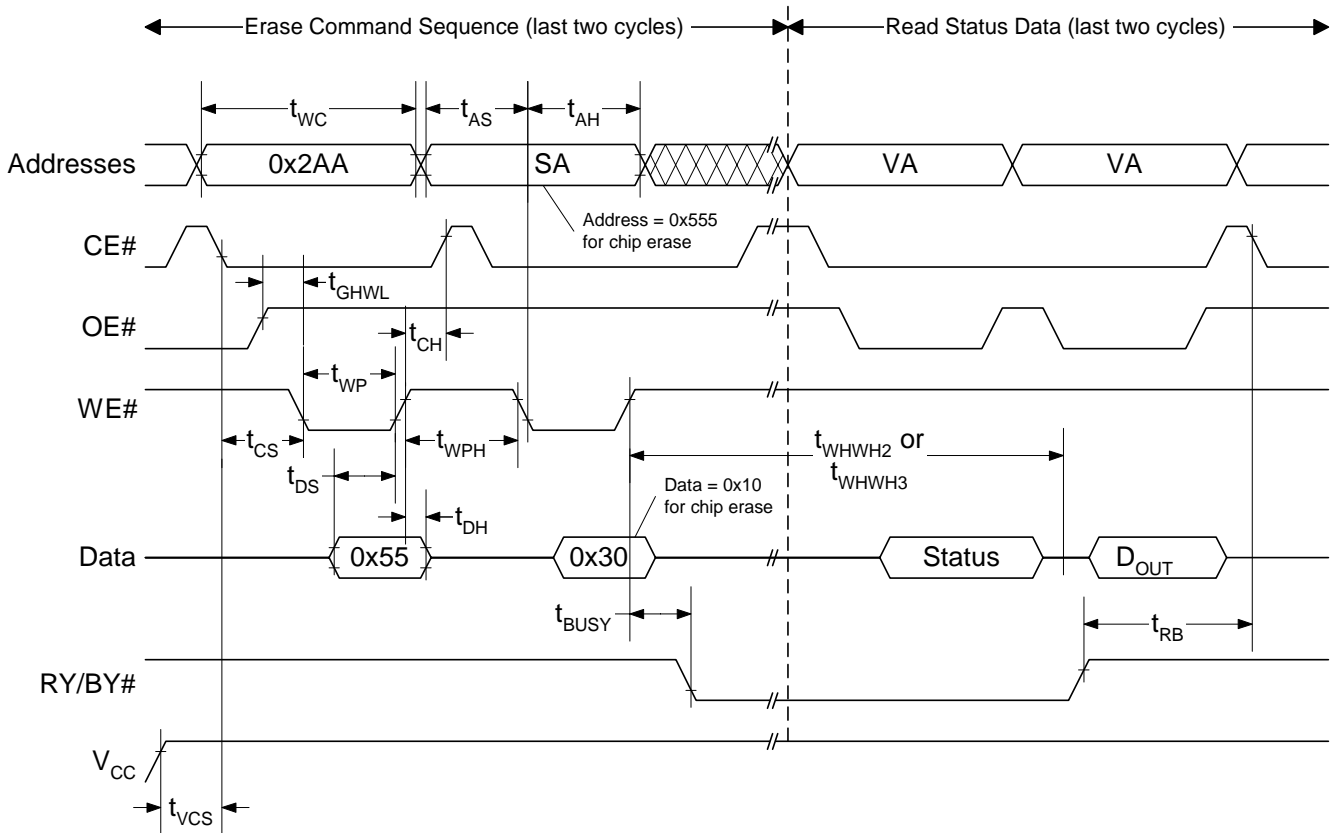 Erase Command Sequence (last two cycles)
Read Status Data (last two cycles)
tWC
tAS
tAH
Addresses
0x2AA
SA
VA
VA
Address = 0x555
for chip erase
CE#
tGHWL
OE#
tCH
tWP
WE#
tCS
tWPH
tWHWH2 or
tWHWH3
tDS
Data = 0x10
for chip erase
tDH
Data
0x55
0x30
Status
DOUT
tBUSY
tRB
RY/BY#
VCC
tVCS